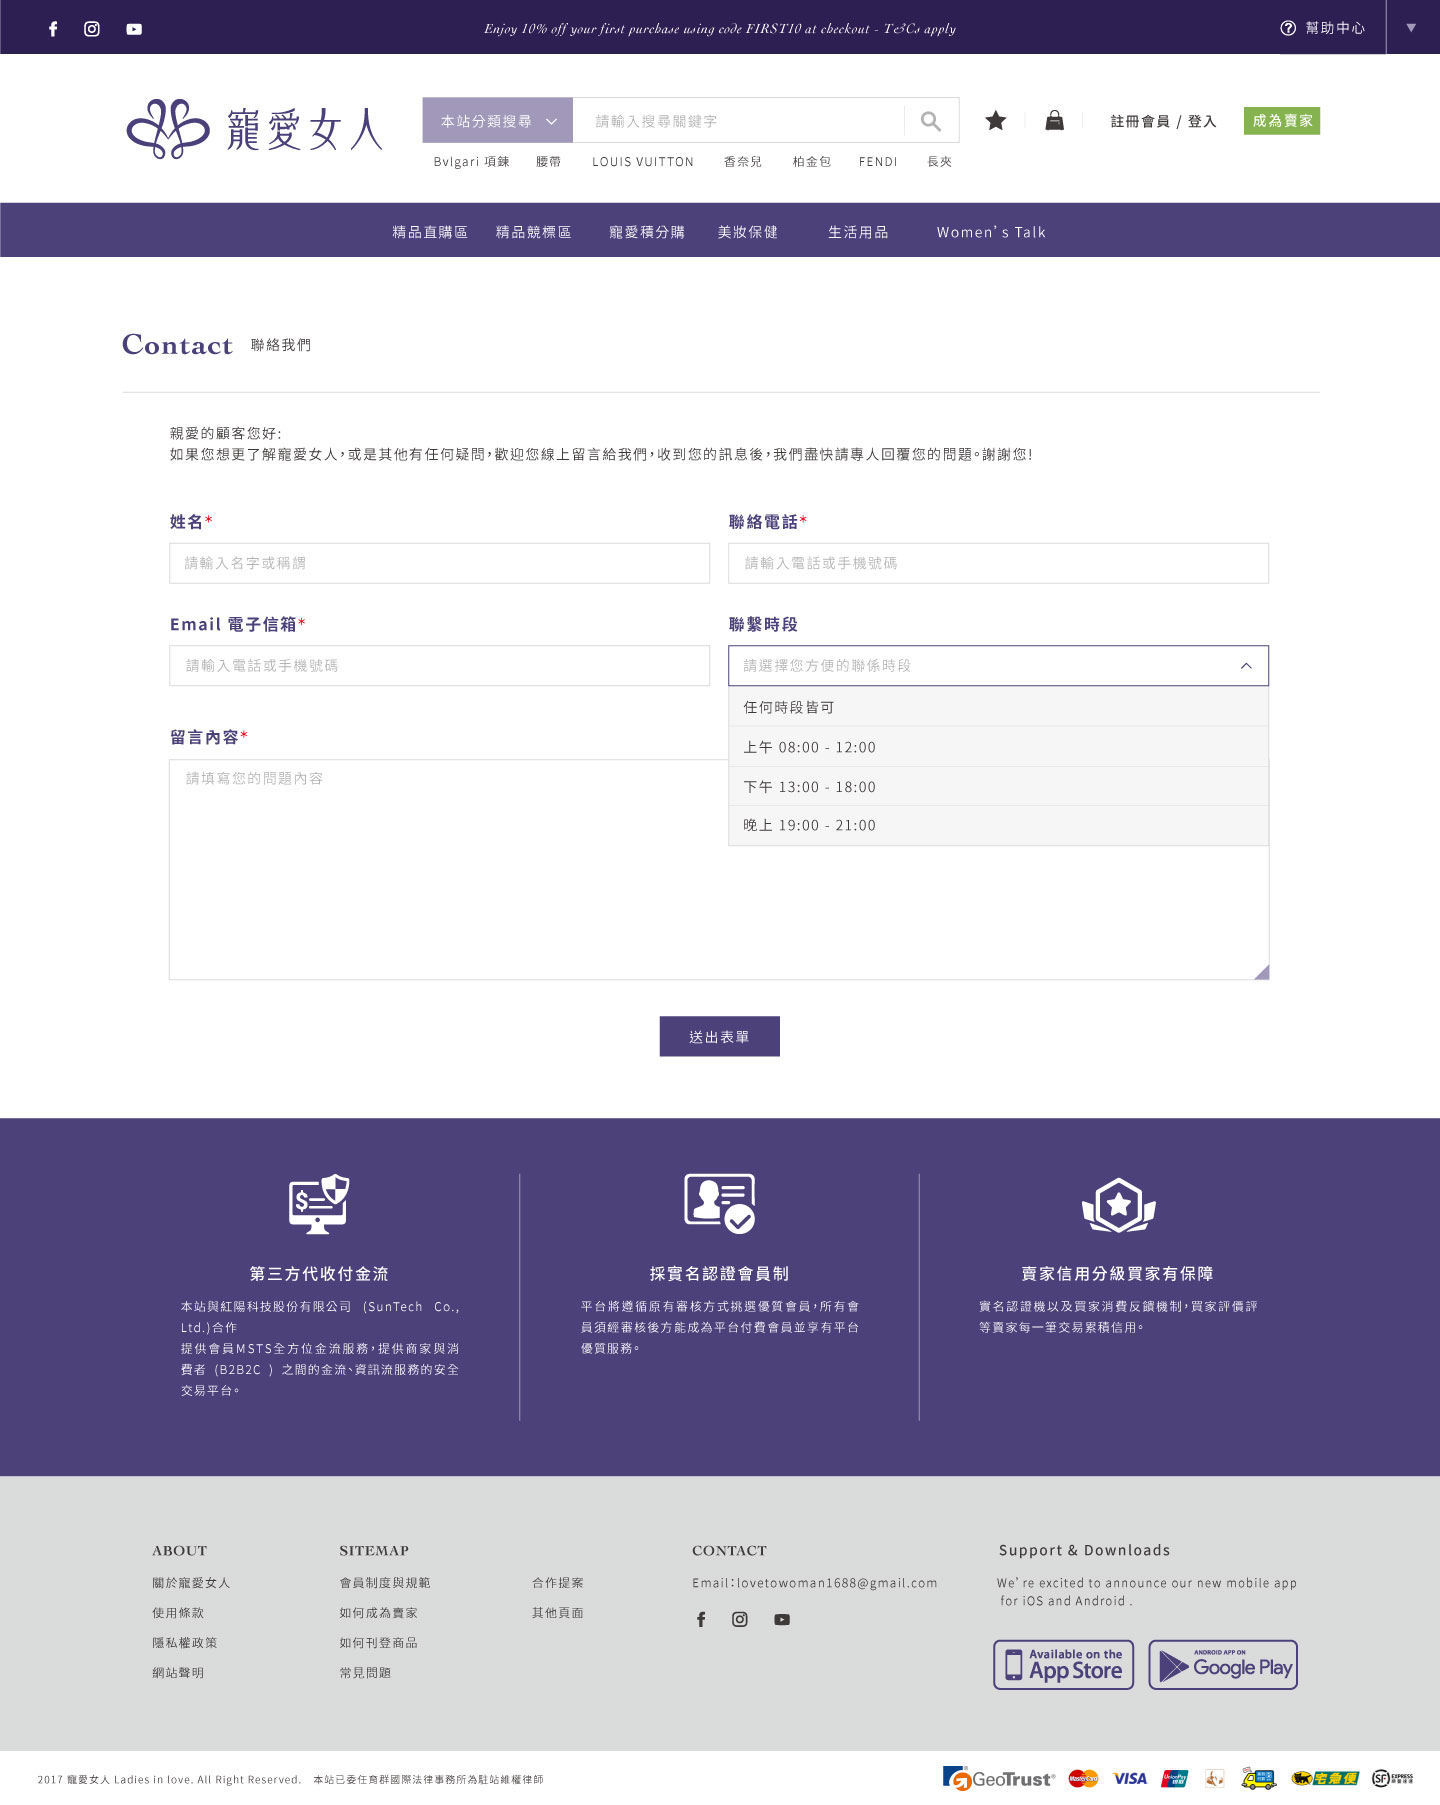 Enjoy 10% off your first purchase using code FIRST10 at checkout - T&Cs apply
幫助中心
寵愛女人
本站分類搜尋
請輸入搜尋關鍵字
註冊會員 / 登入
成為賣家
Bvlgari 項鍊 腰帶 LOUIS VUITTON 香奈兒 柏金包 FENDI 長夾
精品直購區 精品競標區 寵愛積分購 美妝保健 生活用品 Women’s Talk
Contact 聯絡我們
親愛的顧客您好:
如果您想更了解寵愛女人,或是其他有任何疑問,歡迎您線上留言給我們,收到您的訊息後,我們盡快請專人回覆您的問題。謝謝您!
姓名*
聯絡電話*
請輸入名字或稱謂
請輸入電話或手機號碼
Email 電子信箱*
聯繫時段
請輸入電話或手機號碼
請選擇您方便的聯係時段
任何時段皆可
上午 08:00 - 12:00
下午 13:00 - 18:00
晚上 19:00 - 21:00
留言內容*
請填寫您的問題內容
送出表單
第三方代收付金流
本站與紅陽科技股份有限公司 (SunTech Co.,
Ltd.)合作
提供會員MSTS全方位金流服務,提供商家與消
費者 (B2B2C ) 之間的金流、資訊流服務的安全
交易平台。
採實名認證會員制
平台將遵循原有審核方式挑選優質會員,所有會
員須經審核後方能成為平台付費會員並享有平台
優質服務。
賣家信用分級買家有保障
實名認證機以及買家消費反饋機制,買家評價評
等賣家每一筆交易累積信用。
ABOUT
關於寵愛女人
使用條款
隱私權政策
網站聲明
SITEMAP
會員制度與規範
如何成為賣家
如何刊登商品
常見問題
合作提案
其他頁面
CONTACT
Email:lovetowoman1688@gmail.com
Support & Downloads
We’re excited to announce our new mobile app
for iOS and Android .
Available on the
App Store
ANDROID APP ON
Google Play
2017 寵愛女人 Ladies in love. All Right Reserved. 本站已委任育群國際法律事務所為駐站維權律師
GeoTrust
MasterCard
VISA
UnionPay
銀聯
宅急便
SF EXPRESS